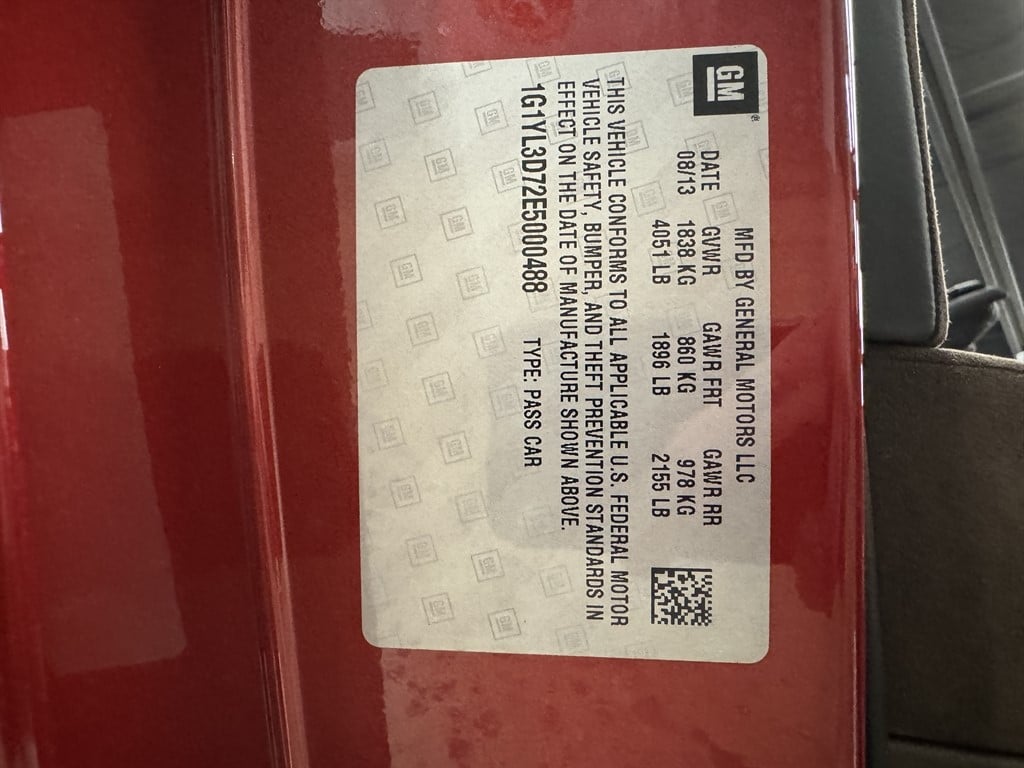 GM
MFD BY GENERAL MOTORS LLC
DATE GVWR GAWR FRT GAWR RR
08/13 1838 KG 860 KG 978 KG
4051 LB 1896 LB 2155 LB
THIS VEHICLE CONFORMS TO ALL APPLICABLE U.S. FEDERAL MOTOR
VEHICLE SAFETY, BUMPER, AND THEFT PREVENTION STANDARDS IN
EFFECT ON THE DATE OF MANUFACTURE SHOWN ABOVE.
1G1YL3D72E5000488 TYPE: PASS CAR